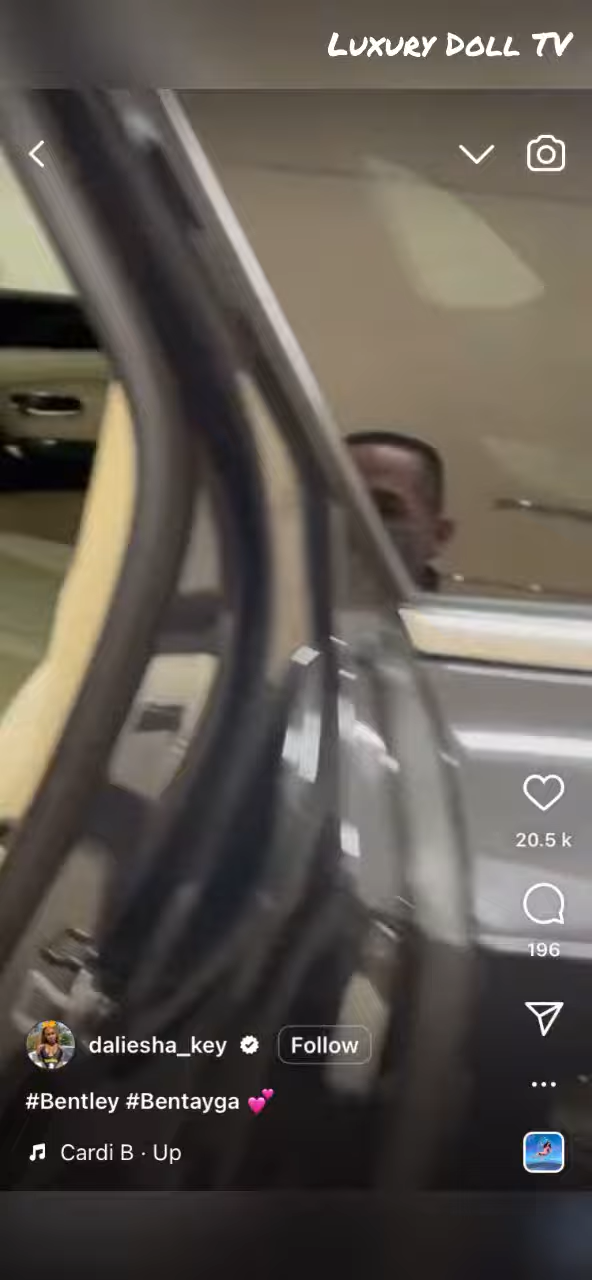 Luxury Doll TV
20.5 k
196
daliesha_key
Follow
#Bentley #Bentayga 💕
Cardi B · Up